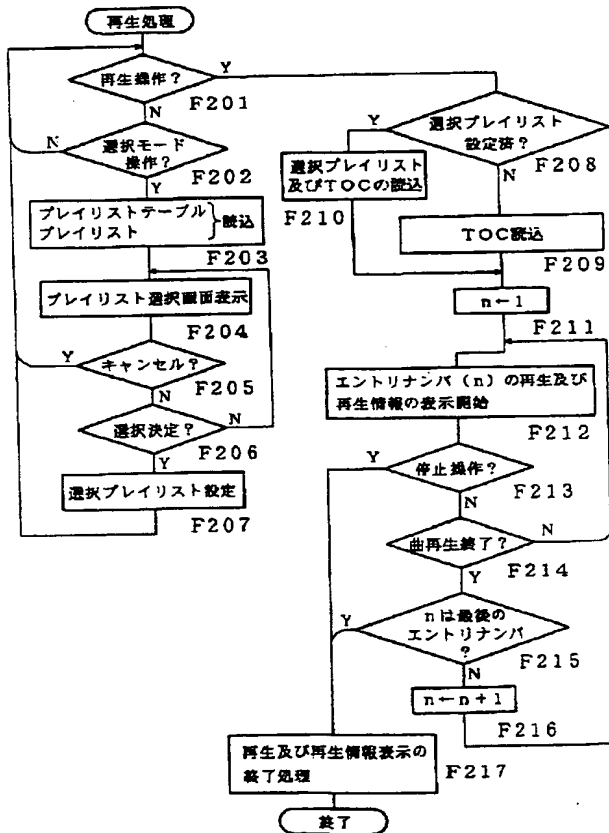 再生処理
再生操作?
Y
F201
N
N
選択モード
操作?
F202
Y
プレイリストテーブル
プレイリスト
読込
F203
プレイリスト選択画面表示
F204
Y
キャンセル?
F205
N
選択決定?
N
F206
Y
選択プレイリスト設定
F207
Y
選択プレイリスト
設定済?
F208
N
選択プレイリスト
及びTOCの読込
F210
TOC読込
F209
n←1
F211
エントリナンバ(n)の再生及び
再生情報の表示開始
F212
Y
停止操作?
F213
N
曲再生終了?
N
F214
Y
Y
nは最後の
エントリナンバ
?
F215
N
n←n+1
F216
再生及び再生情報表示の
終了処理
F217
終了